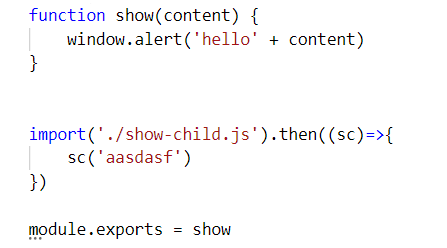 function show(content) {
    window.alert('hello' + content)
}
import('./show-child.js').then((sc)=>{
    sc('aasdasf')
})
module.exports = show